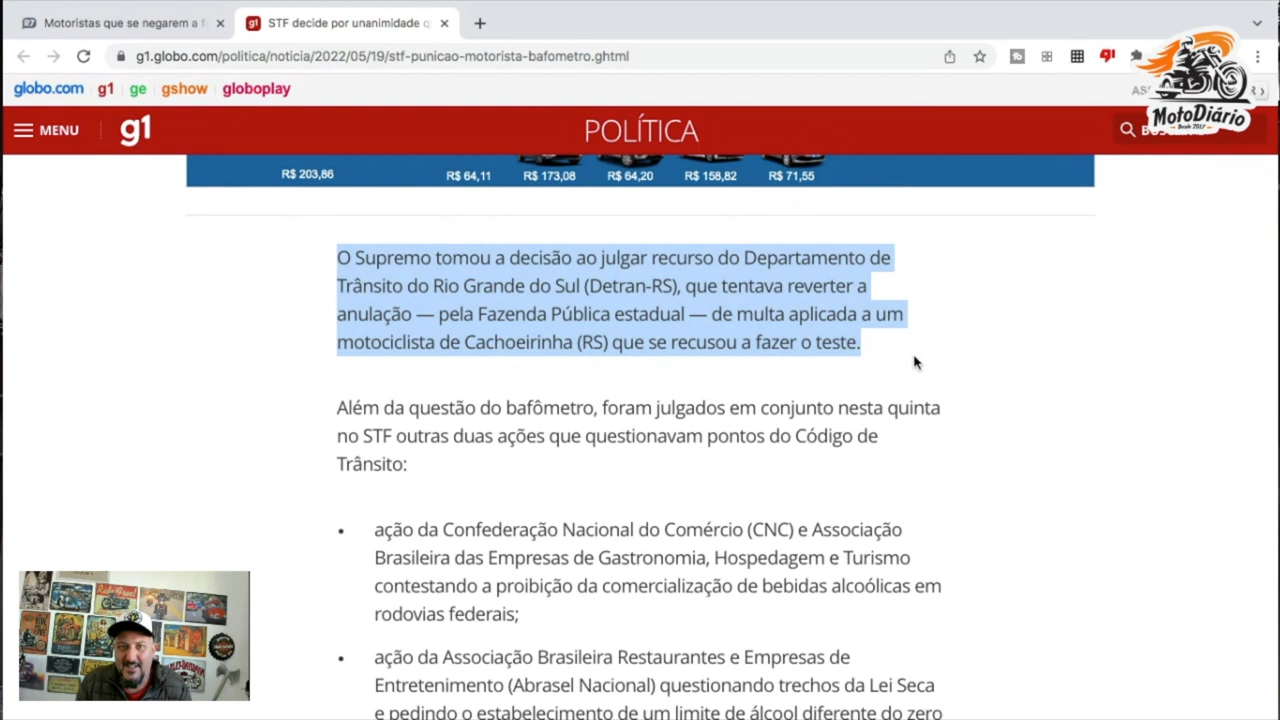 Motoristas que se negarem a f
STF decide por unanimidade q
g1.globo.com/politica/noticia/2022/05/19/stf-punicao-motorista-bafometro.ghtml
globo.com g1 ge gshow globoplay
MotoDiário
Desde 2017
MENU g1 POLÍTICA
R$ 203,86 R$ 64,11 R$ 173,08 R$ 64,20 R$ 158,82 R$ 71,55
O Supremo tomou a decisão ao julgar recurso do Departamento de
Trânsito do Rio Grande do Sul (Detran-RS), que tentava reverter a
anulação — pela Fazenda Pública estadual — de multa aplicada a um
motociclista de Cachoeirinha (RS) que se recusou a fazer o teste.
Além da questão do bafômetro, foram julgados em conjunto nesta quinta
no STF outras duas ações que questionavam pontos do Código de
Trânsito:
• ação da Confederação Nacional do Comércio (CNC) e Associação
Brasileira das Empresas de Gastronomia, Hospedagem e Turismo
contestando a proibição da comercialização de bebidas alcoólicas em
rodovias federais;
• ação da Associação Brasileira Restaurantes e Empresas de
Entretenimento (Abrasel Nacional) questionando trechos da Lei Seca
e pedindo o estabelecimento de um limite de álcool diferente do zero